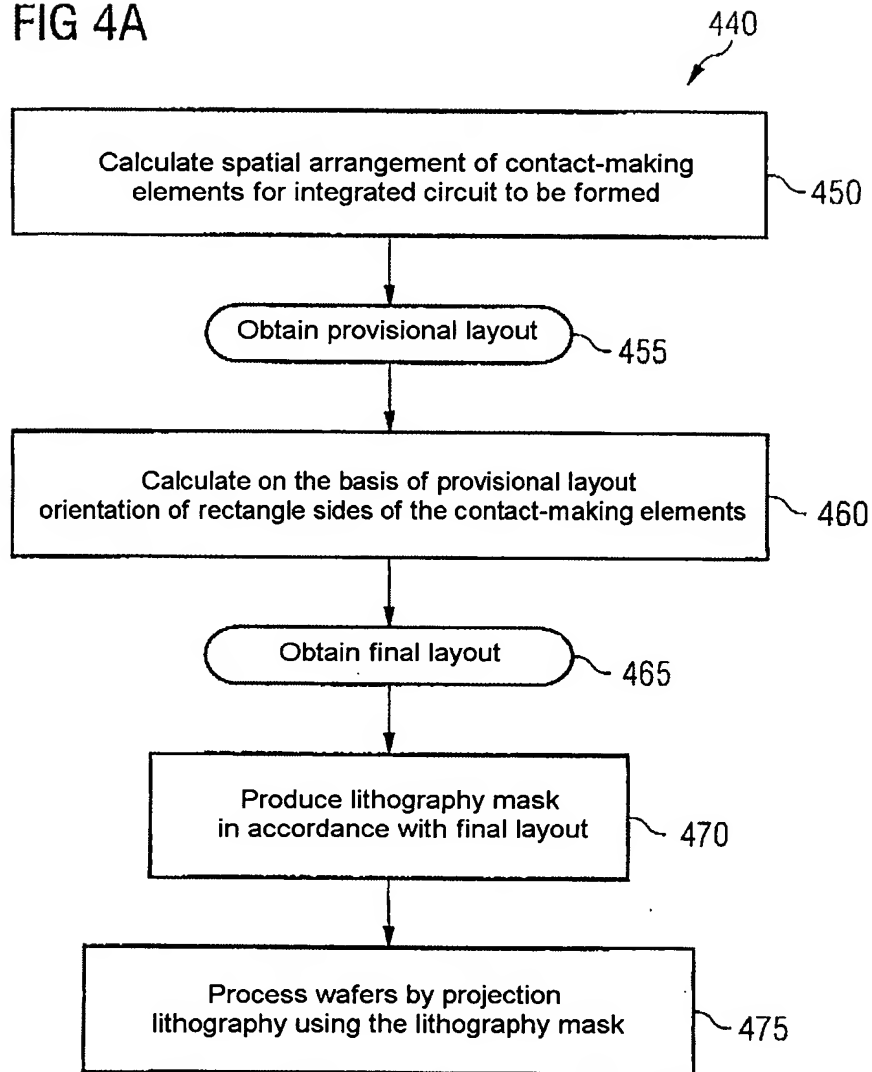 FIG 4A
440
Calculate spatial arrangement of contact-making
elements for integrated circuit to be formed
450
Obtain provisional layout
455
Calculate on the basis of provisional layout
orientation of rectangle sides of the contact-making elements
460
Obtain final layout
465
Produce lithography mask
in accordance with final layout
470
Process wafers by projection
lithography using the lithography mask
475